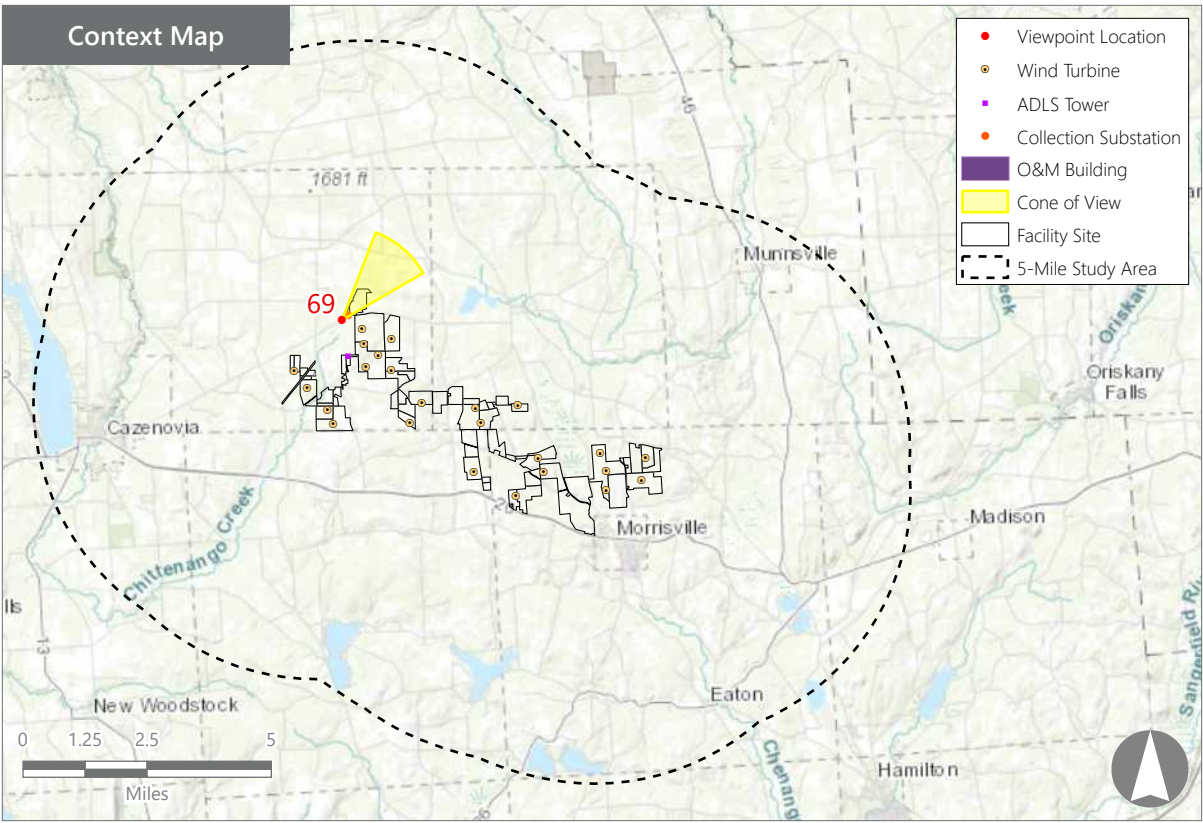 Context Map
Viewpoint Location
Wind Turbine
ADLS Tower
Collection Substation
O&M Building
Cone of View
Facility Site
5-Mile Study Area
46
1681 ft
Munnsville
69
Oriskany
Falls
Cazenovia
Madison
Morrisville
Chittenango Creek
13
New Woodstock
Eaton
Hamilton
0 1.25 2.5 5
Miles